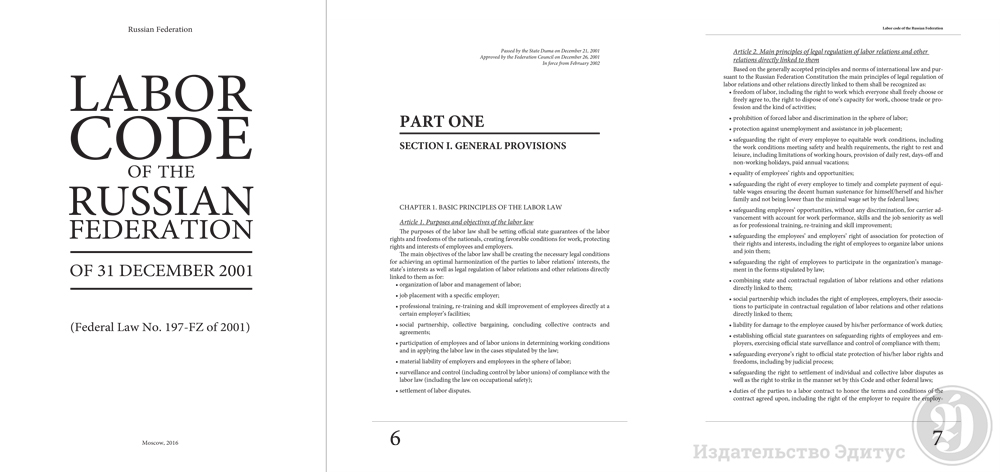 Russian Federation
LABOR
CODE
OF THE
RUSSIAN
FEDERATION
OF 31 DECEMBER 2001
(Federal Law No. 197-FZ of 2001)
Moscow, 2016
Passed by the State Duma on December 21, 2001
Approved by the Federation Council on December 26, 2001
In force from February 2002
PART ONE
SECTION I. GENERAL PROVISIONS
CHAPTER 1. BASIC PRINCIPLES OF THE LABOR LAW
Article 1. Purposes and objectives of the labor law
The purposes of the labor law shall be setting official state guarantees of the labor
rights and freedoms of the nationals, creating favorable conditions for work, protecting
rights and interests of employees and employers.
The main objectives of the labor law shall be creating the necessary legal conditions
for achieving an optimal harmonization of the parties to labor relations' interests, the
state's interests as well as legal regulation of labor relations and other relations directly
linked to them as for:
• organization of labor and management of labor;
• job placement with a specific employer;
• professional training, re-training and skill improvement of employees directly at a
certain employer's facilities;
• social partnership, collective bargaining, concluding collective contracts and
agreements;
• participation of employees and of labor unions in determining working conditions
and in applying the labor law in the cases stipulated by the law;
• material liability of employers and employees in the sphere of labor;
• surveillance and control (including control by labor unions) of compliance with the
labor law (including the law on occupational safety);
• settlement of labor disputes.
6
Labor code of the Russian Federation
Article 2. Main principles of legal regulation of labor relations and other
relations directly linked to them
Based on the generally accepted principles and norms of international law and pur-
suant to the Russian Federation Constitution the main principles of legal regulation of
labor relations and other relations directly linked to them shall be recognized as:
• freedom of labor, including the right to work which everyone shall freely choose or
freely agree to, the right to dispose of one's capacity for work, choose trade or pro-
fession and the kind of activities;
• prohibition of forced labor and discrimination in the sphere of labor;
• protection against unemployment and assistance in job placement;
• safeguarding the right of every employee to equitable work conditions, including
the work conditions meeting safety and health requirements, the right to rest and
leisure, including limitations of working hours, provision of daily rest, days-off and
non-working holidays, paid annual vacations;
• equality of employees' rights and opportunities;
• safeguarding the right of every employee to timely and complete payment of equi-
table wages ensuring the decent human sustenance for himself/herself and his/her
family and not being lower than the minimal wage set by the federal laws;
• safeguarding employees' opportunities, without any discrimination, for carrier ad-
vancement with account for work performance, skills and the job seniority as well
as for professional training, re-training and skill improvement;
• safeguarding the employees' and employers' right of association for protection of
their rights and interests, including the right of employees to organize labor unions
and join them;
• safeguarding the right of employees to participate in the organization's manage-
ment in the forms stipulated by law;
• combining state and contractual regulation of labor relations and other relations
directly linked to them;
• social partnership which includes the right of employees, employers, their associa-
tions to participate in contractual regulation of labor relations and other relations
directly linked to them;
• liability for damage to the employee caused by his/her performance of work duties;
• establishing official state guarantees on safeguarding rights of employees and em-
ployers, exercising official state surveillance and control of compliance with them;
• safeguarding everyone's right to official state protection of his/her labor rights and
freedoms, including by judicial process;
• safeguarding the right to settlement of individual and collective labor disputes as
well as the right to strike in the manner set by this Code and other federal laws;
• duties of the parties to a labor contract to honor the terms and conditions of the
contract agreed upon, including the right of the employer to require the employ-
7
Издательство Эдитус